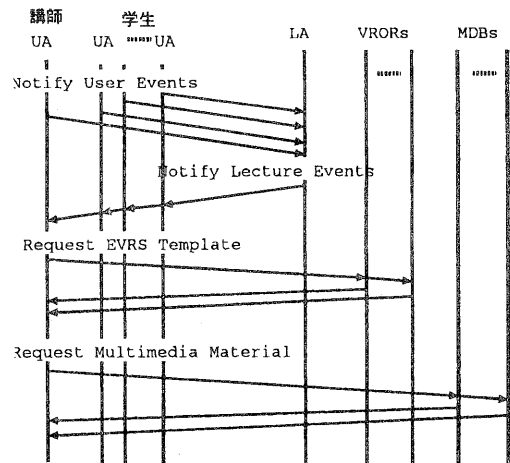 講師 学生
UA UA UA LA VRORs MDBs
Notify User Events
Notify Lecture Events
Request EVRS Template
Request Multimedia Material